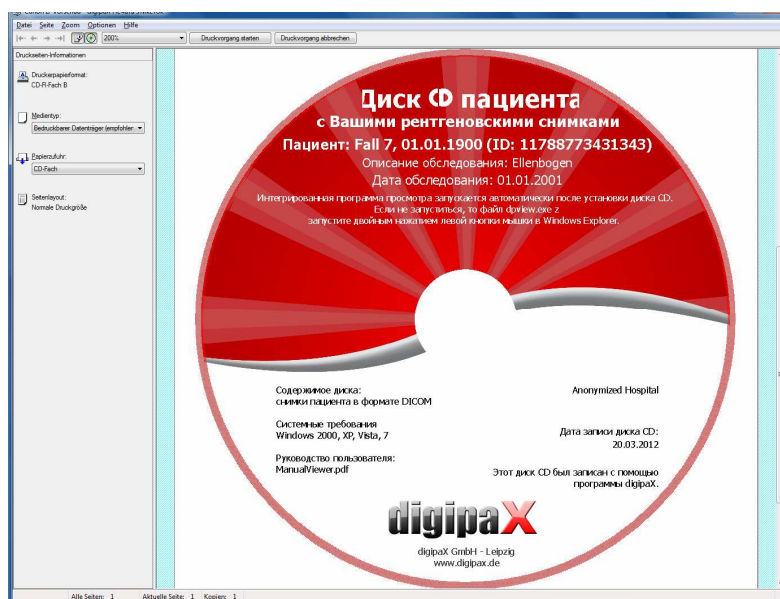 Datei Seite Zoom Optionen Hilfe
200% Druckvorgang starten Druckvorgang abbrechen
Druckseiten-Informationen
Druckerpapierformat:
CD-R-Fach B
Medientyp:
Bedruckbarer Datenträger (empfohlen
Papierzufuhr:
CD-Fach
Seitenlayout:
Normale Druckgröße
Диск CD пациента
с Вашими рентгеновскими снимками
Пациент: Fall 7, 01.01.1900 (ID: 11788773431343)
Описание обследования: Ellenbogen
Дата обследования: 01.01.2001
Интегрированная программа просмотра запускается автоматически после установки диска CD.
Если не запуститься, то файл dpview.exe z
запустите двойным нажатием левой кнопки мышки в Windows Explorer.
Содержимое диска:
снимки пациента в формате DICOM
Системные требования
Windows 2000, XP, Vista, 7
Руководство пользователя:
ManualViewer.pdf
Anonymized Hospital
Дата записи диска CD:
20.03.2012
Этот диск CD был записан с помощью
программы digipaX.
digipaX
digipaX GmbH - Leipzig
www.digipax.de
Alle Seiten: 1 Aktuelle Seite: 1 Kopien: 1